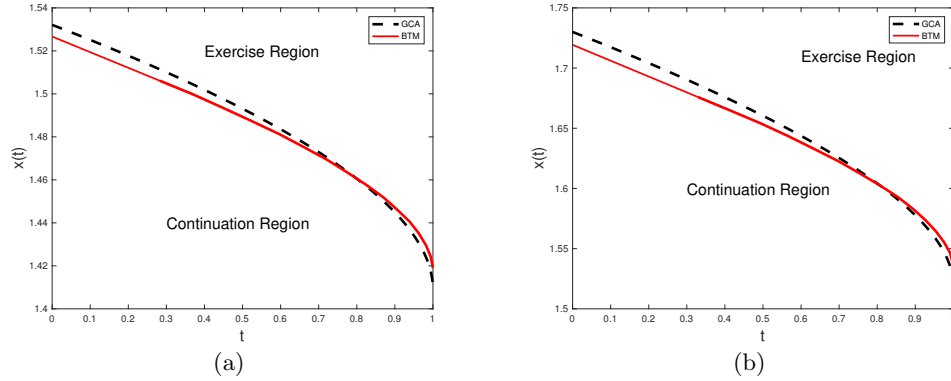 1.54
1.52
1.5
1.48
1.46
1.44
1.42
1.4
x(t)
0 0.1 0.2 0.3 0.4 0.5 0.6 0.7 0.8 0.9 1
t
GCA
BTM
Exercise Region
Continuation Region
(a)
1.75
1.7
1.65
1.6
1.55
1.5
x(t)
0 0.1 0.2 0.3 0.4 0.5 0.6 0.7 0.8 0.9
t
GCA
BTM
Exercise Region
Continuation Region
(b)